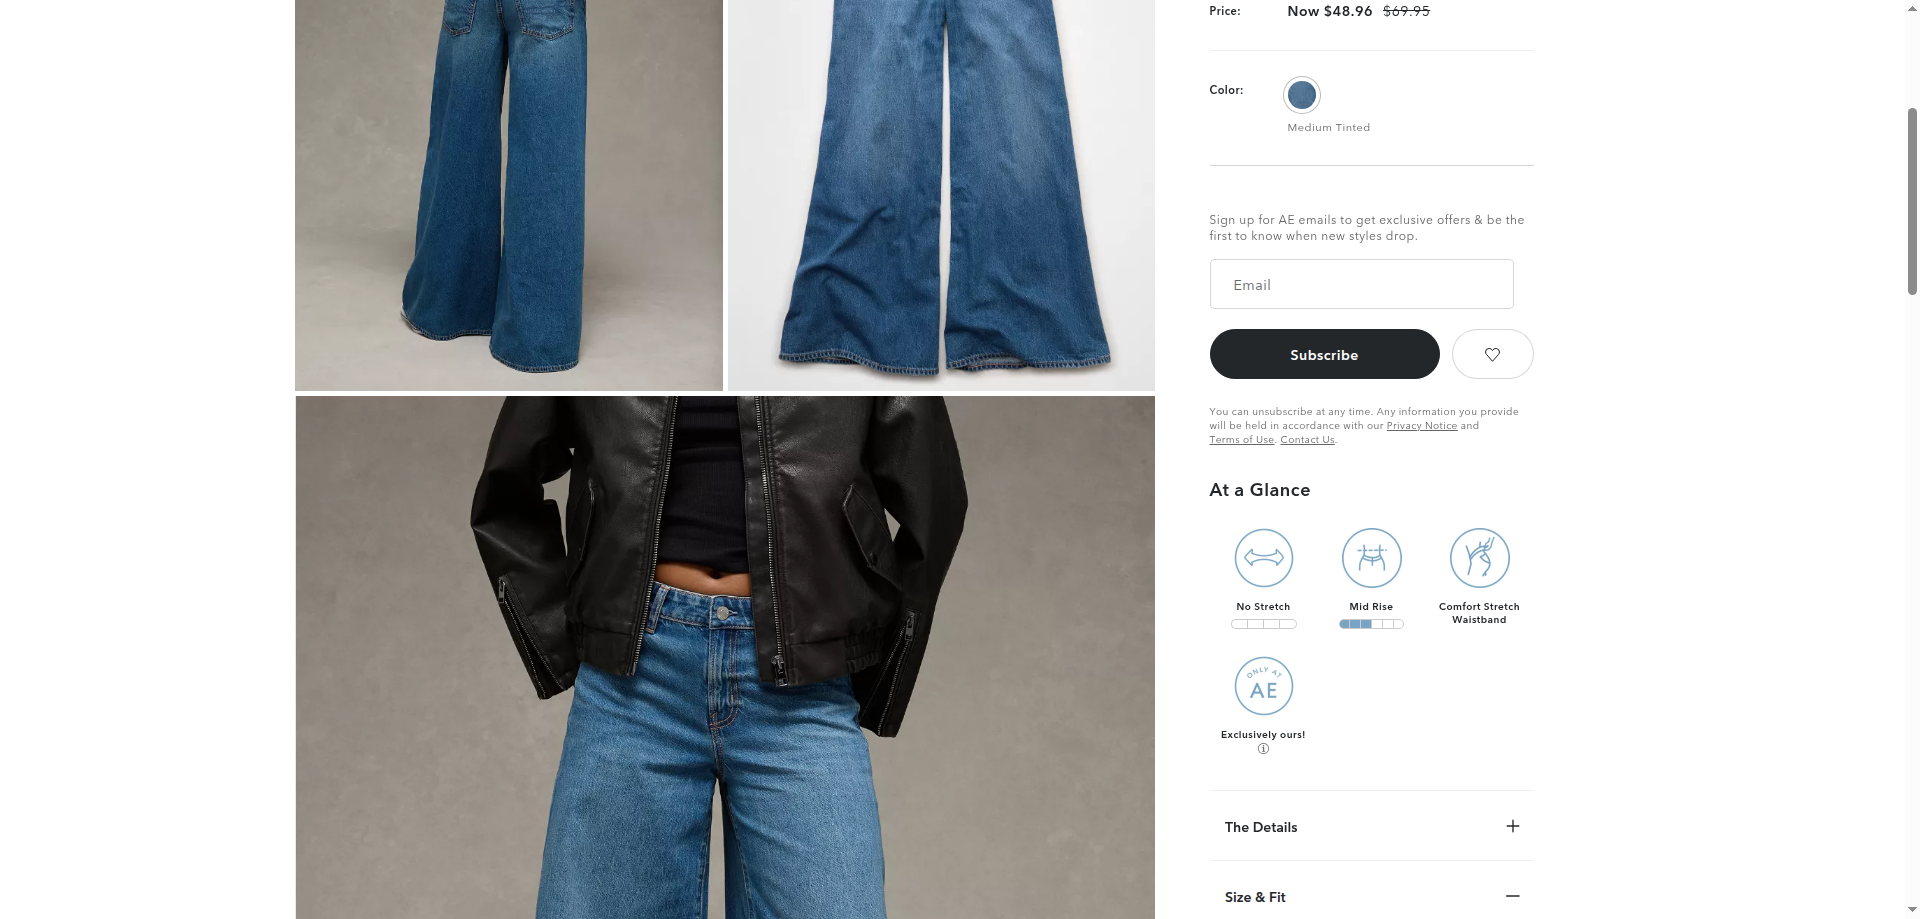 Price: Now $48.96 $69.95
Color:
Medium Tinted
Sign up for AE emails to get exclusive offers & be the
first to know when new styles drop.
Email
Subscribe
You can unsubscribe at any time. Any information you provide
will be held in accordance with our Privacy Notice and
Terms of Use. Contact Us.
At a Glance
No Stretch
Mid Rise
Comfort Stretch
Waistband
ONLY AT
AE
Exclusively ours!
The Details
Size & Fit